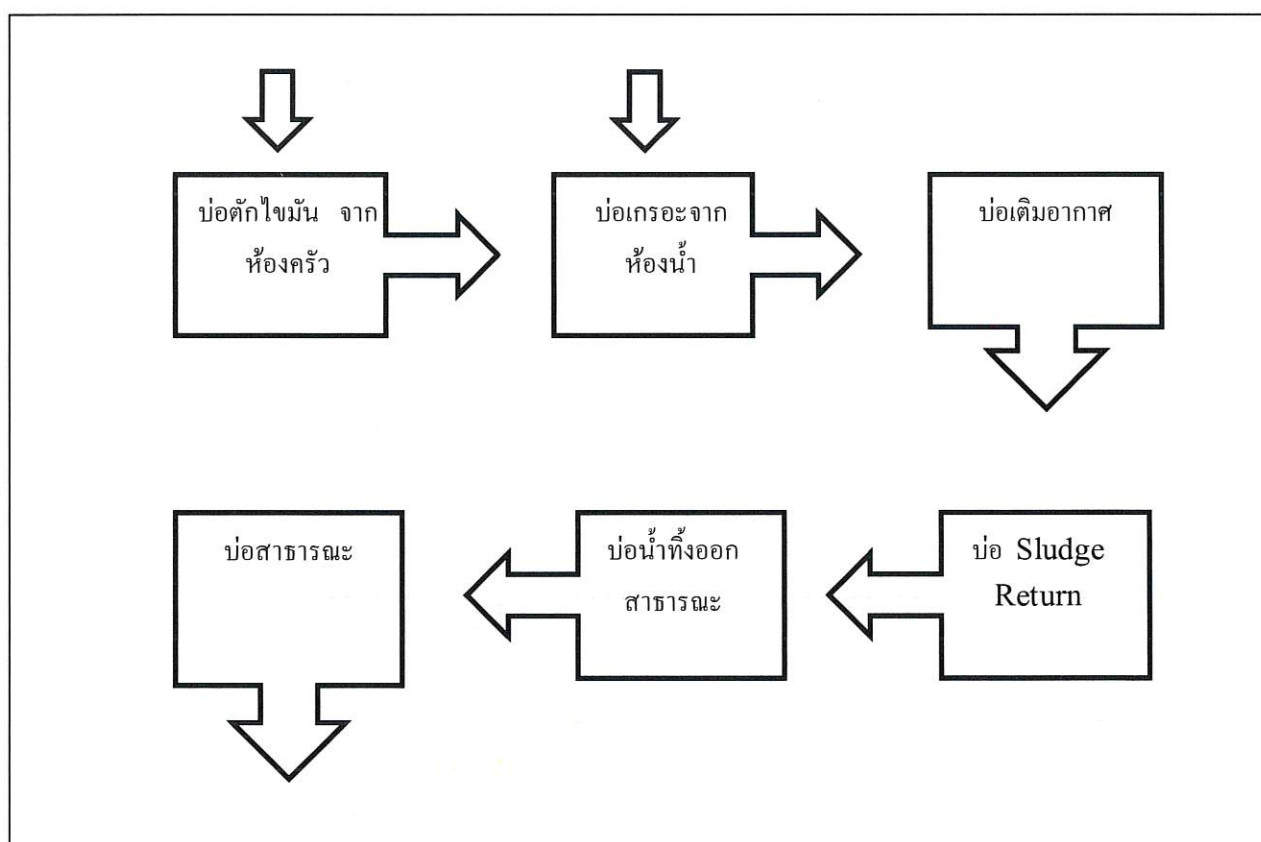 บ่อดักไขมัน จาก
ห้องครัว
บ่อเกรอะจาก
ห้องน้ำ
บ่อเติมอากาศ
บ่อ Sludge
Return
บ่อน้ำทิ้งออก
สาธารณะ
บ่อสาธารณะ